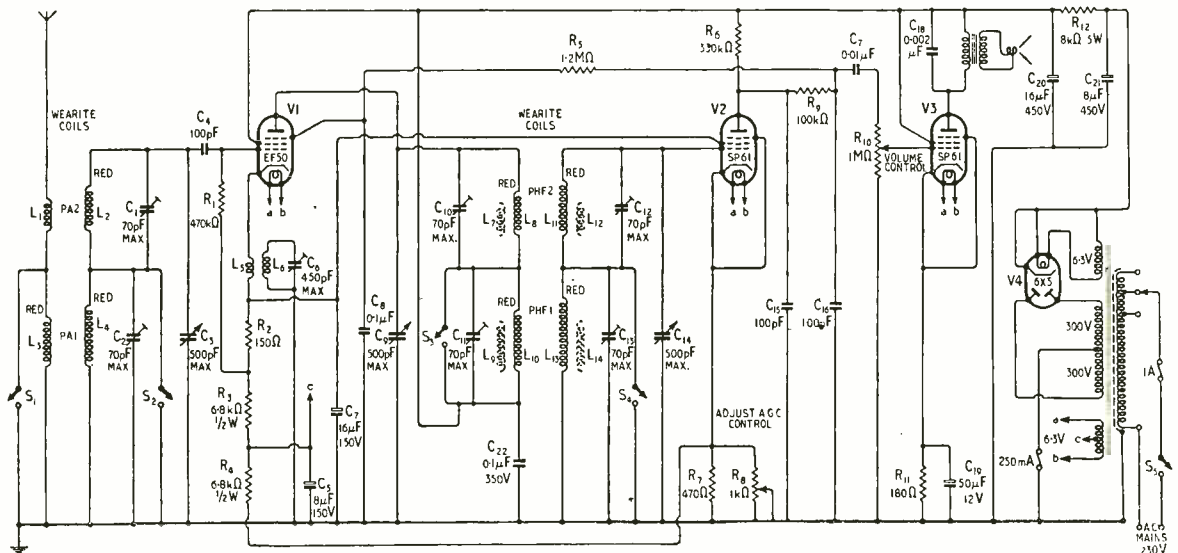 WEARITE
COILS
L1
PA2
RED
L2
C1
70pF
MAX
C4
100pF
R1
470kΩ
V1
EF50
a b
L5
L6
C6
450pF
MAX
RED
L3
PA1
RED
L4
C2
70pF
MAX
C3
500pF
MAX
S1
S2
R2
150Ω
R3
6·8kΩ
1/2W
R4
6·8kΩ
1/2W
c
C5
8µF
150V
C7
16µF
150V
C8
0·1µF
C9
500pF
MAX
R5
1·2MΩ
WEARITE
COILS
C10
70pF
MAX.
RED
L7
L8
PHF2
RED
L11
L12
C12
70pF
MAX
S3
C11
70pF
MAX
RED
L9
L10
PHF1
RED
L13
L14
C13
70pF
MAX
S4
C14
500pF
MAX.
C22
0·1µF
350V
R6
330kΩ
V2
SP61
a b
C7
0·01µF
R9
100kΩ
R10
1MΩ
VOLUME
CONTROL
C15
100pF
C16
100pF
ADJUST AGC
CONTROL
R7
470Ω
R8
1kΩ
C18
0·002
µF
V3
SP61
a b
R11
180Ω
C19
50µF
12V
R12
8kΩ 5W
C20
16µF
450V
C21
8µF
450V
V4
6X5
6·3V
300V
300V
a
6·3V c
b
250mA
1A
S5
AC
MAINS
230V